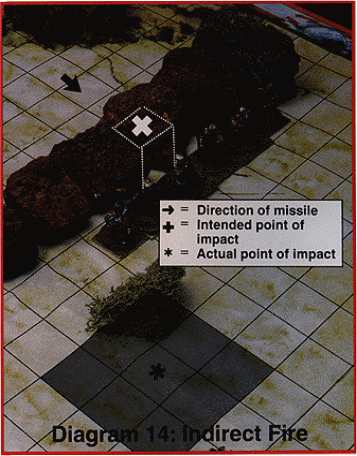 ➔ = Direction of missile
✚ = Intended point of
impact
* = Actual point of impact
Diagram 14: Indirect Fire